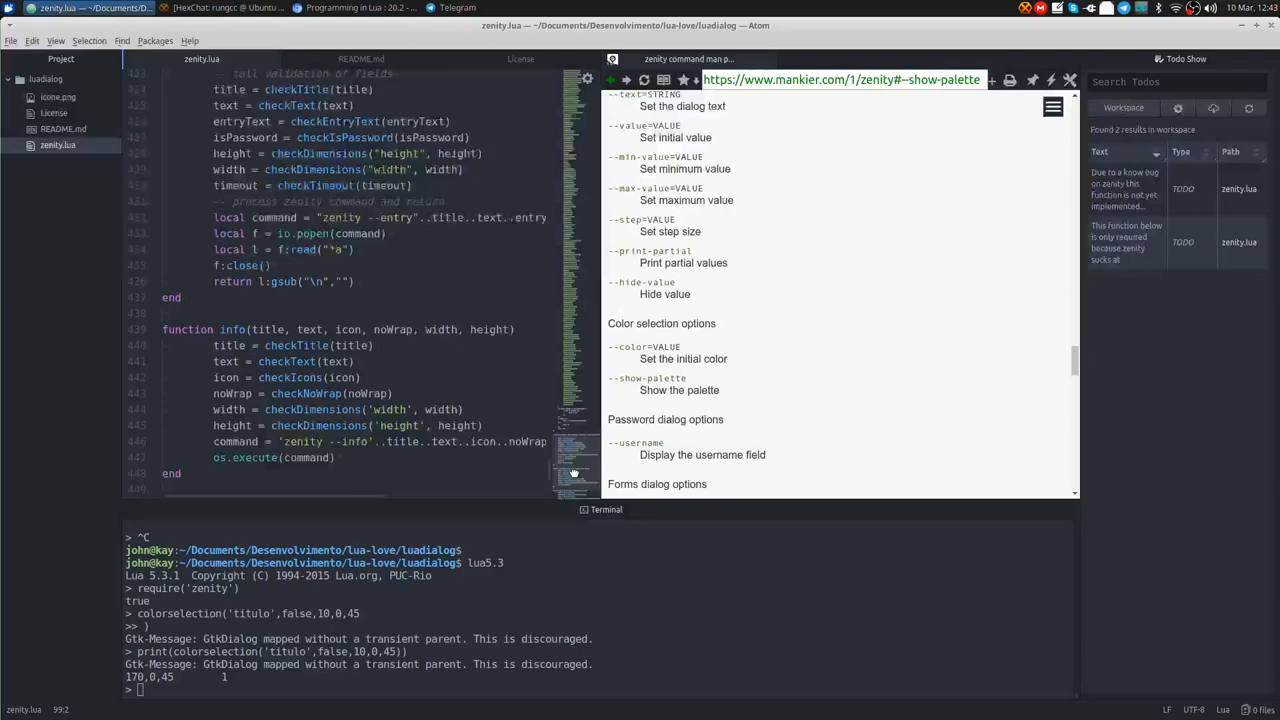 ~/Documents/D...
[HexChat: rungcc @ Ubuntu ...
Programming in Lua : 20.2 - ...
Telegram
10 Mar, 12:43
zenity.lua — ~/Documents/Desenvolvimento/lua-love/luadialog — Atom
File Edit View Selection Find Packages Help
Project
luadialog
icone.png
License
README.md
zenity.lua
zenity.lua
README.md
License
title = checkTitle(title)
text = checkText(text)
entryText = checkEntryText(entryText)
isPassword = checkIsPassword(isPassword)
height = checkDimensions("height", height)
width = checkDimensions("width", width)
timeout = checkTimeout(timeout)
-- process zenity command and return
local command = "zenity --entry"..title..text..entry
local f = io.popen(command)
local l = f:read("*a")
f:close()
436 return l:gsub("\n","")
437 end
438
439 function info(title, text, icon, noWrap, width, height)
440 title = checkTitle(title)
441 text = checkText(text)
442 icon = checkIcons(icon)
443 noWrap = checkNoWrap(noWrap)
444 width = checkDimensions('width', width)
445 height = checkDimensions('height', height)
446 command = 'zenity --info'..title..text..icon..noWrap
447 os.execute(command)
448 end
449
zenity command man p...
https://www.mankier.com/1/zenity#--show-palette
--text=STRING
Set the dialog text
--value=VALUE
Set initial value
--min-value=VALUE
Set minimum value
--max-value=VALUE
Set maximum value
--step=VALUE
Set step size
--print-partial
Print partial values
--hide-value
Hide value
Color selection options
--color=VALUE
Set the initial color
--show-palette
Show the palette
Password dialog options
--username
Display the username field
Forms dialog options
Todo Show
Search Todos
Workspace
Found 2 results in workspace
Text Type Path
Due to a know bug
on zenity this
function is not yet
implemented...
TODO
zenity.lua
This function below
is only required
because zenity
sucks at
TODO
zenity.lua
Terminal
> ^C
john@kay:~/Documents/Desenvolvimento/lua-love/luadialog$
john@kay:~/Documents/Desenvolvimento/lua-love/luadialog$ lua5.3
Lua 5.3.1 Copyright (C) 1994-2015 Lua.org, PUC-Rio
> require('zenity')
true
> colorselection('titulo',false,10,0,45
>> )
Gtk-Message: GtkDialog mapped without a transient parent. This is discouraged.
> print(colorselection('titulo',false,10,0,45))
Gtk-Message: GtkDialog mapped without a transient parent. This is discouraged.
170,0,45 1
>
zenity.lua 99:2
LF UTF-8 Lua 0 files